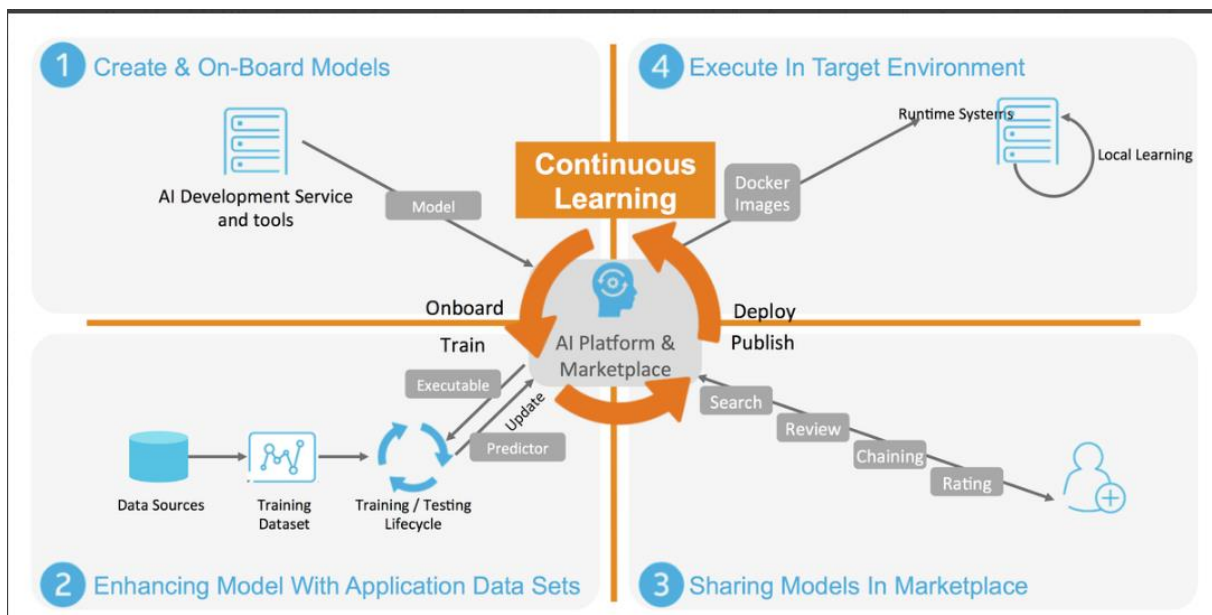 1 Create & On-Board Models
AI Development Service
and tools
Model
Continuous
Learning
4 Execute In Target Environment
Runtime Systems
Local Learning
Docker
Images
Onboard
Deploy
Train
Publish
AI Platform &
Marketplace
Executable
Update
Predictor
Data Sources
Training
Dataset
Training / Testing
Lifecycle
2 Enhancing Model With Application Data Sets
Search
Review
Chaining
Rating
3 Sharing Models In Marketplace